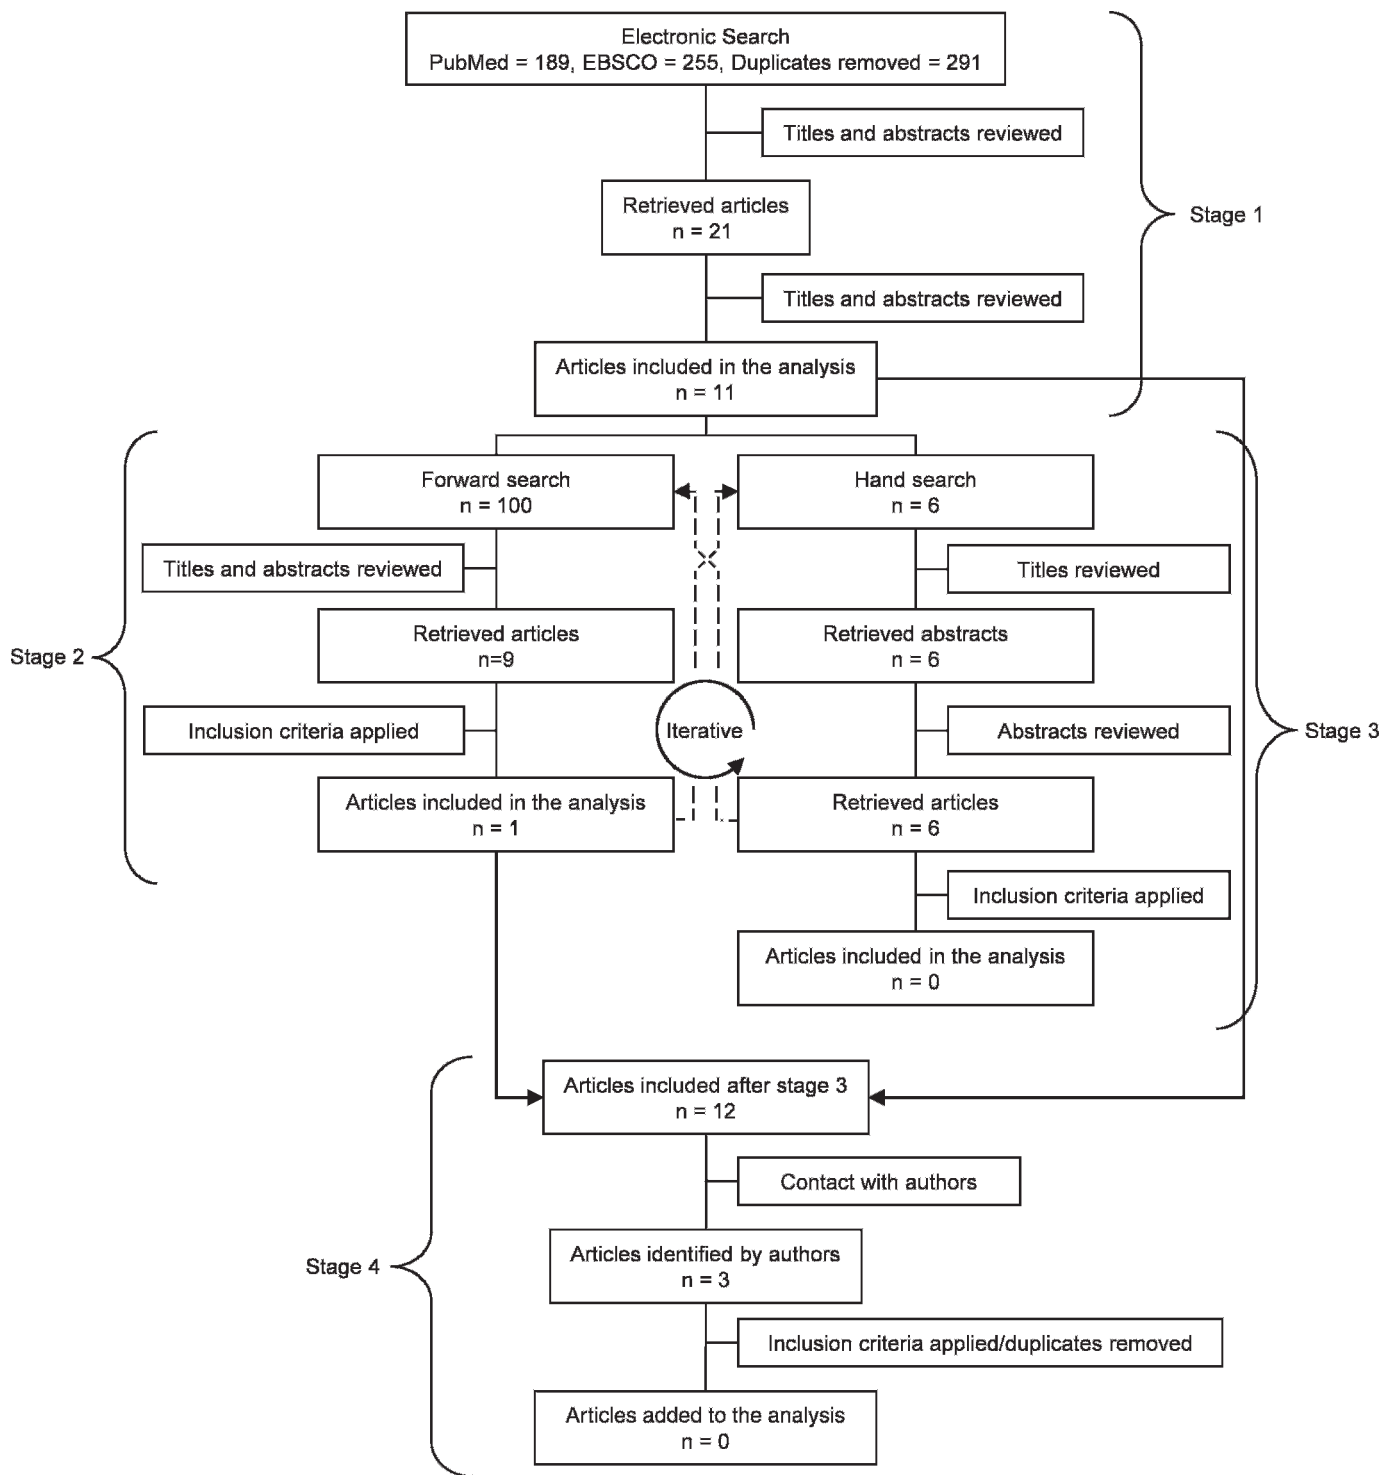 Electronic Search
PubMed = 189, EBSCO = 255, Duplicates removed = 291
Titles and abstracts reviewed
Retrieved articles
n = 21
Stage 1
Titles and abstracts reviewed
Articles included in the analysis
n = 11
Forward search
n = 100
Hand search
n = 6
Titles and abstracts reviewed
Titles reviewed
Retrieved articles
n=9
Retrieved abstracts
n = 6
Stage 2
Inclusion criteria applied
Iterative
Abstracts reviewed
Stage 3
Articles included in the analysis
n = 1
Retrieved articles
n = 6
Inclusion criteria applied
Articles included in the analysis
n = 0
Articles included after stage 3
n = 12
Contact with authors
Articles identified by authors
n = 3
Stage 4
Inclusion criteria applied/duplicates removed
Articles added to the analysis
n = 0